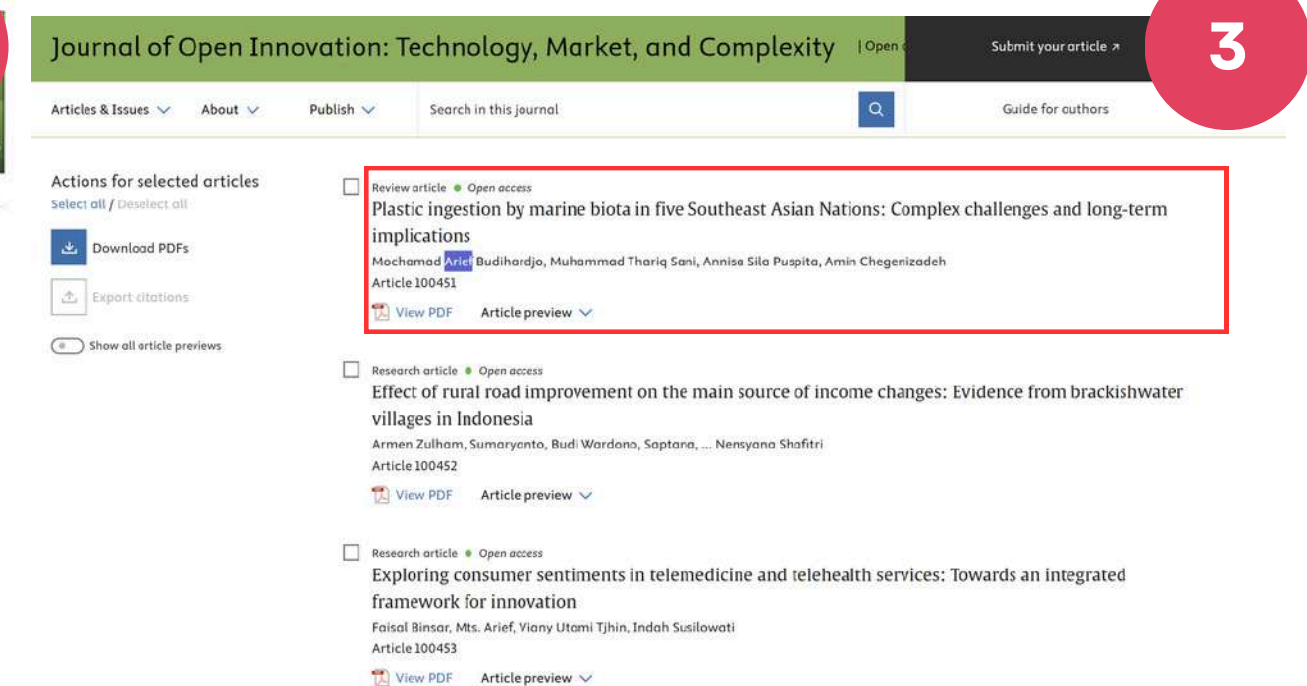 Journal of Open Innovation: Technology, Market, and Complexity | Open
Submit your article ↗
3
Articles & Issues
About
Publish
Search in this journal
Guide for authors
Actions for selected articles
Select all / Deselect all
Download PDFs
Export citations
Show all article previews
Review article ● Open access
Plastic ingestion by marine biota in five Southeast Asian Nations: Complex challenges and long-term
implications
Mochamad Arief Budihardjo, Muhammad Thariq Sani, Annisa Sila Puspita, Amin Chegenizadeh
Article 100451
View PDF Article preview
Research article ● Open access
Effect of rural road improvement on the main source of income changes: Evidence from brackishwater
villages in Indonesia
Armen Zulham, Sumaryanto, Budi Wardono, Saptana, ... Nensyana Shafitri
Article 100452
View PDF Article preview
Research article ● Open access
Exploring consumer sentiments in telemedicine and telehealth services: Towards an integrated
framework for innovation
Faisal Binsar, Mts. Arief, Viany Utami Tjhin, Indah Susilowati
Article 100453
View PDF Article preview